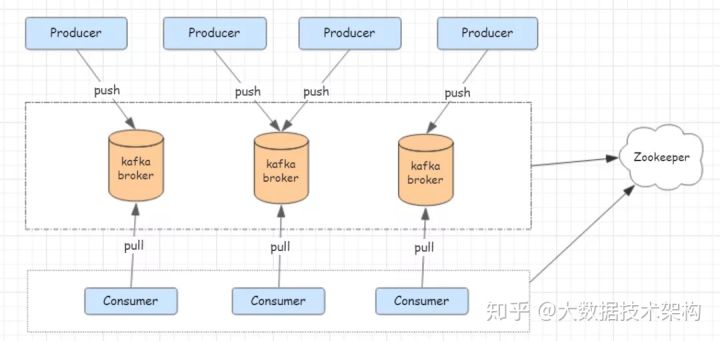 Producer
Producer
Producer
Producer
push
push
push
push
kafka
broker
kafka
broker
kafka
broker
Zookeeper
pull
pull
pull
Consumer
Consumer
Consumer
知乎 @大数据技术架构